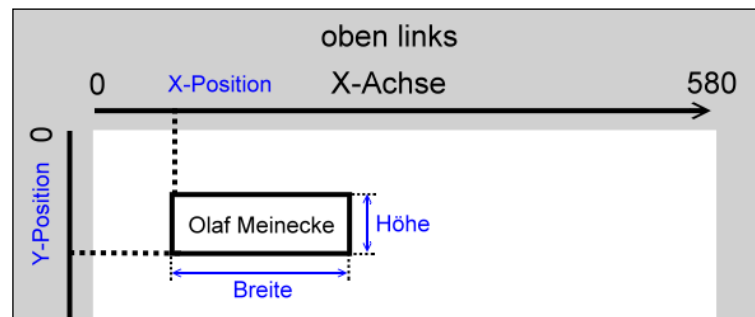 oben links
0 X-Position X-Achse 580
0
Y-Position
Olaf Meinecke
Höhe
Breite